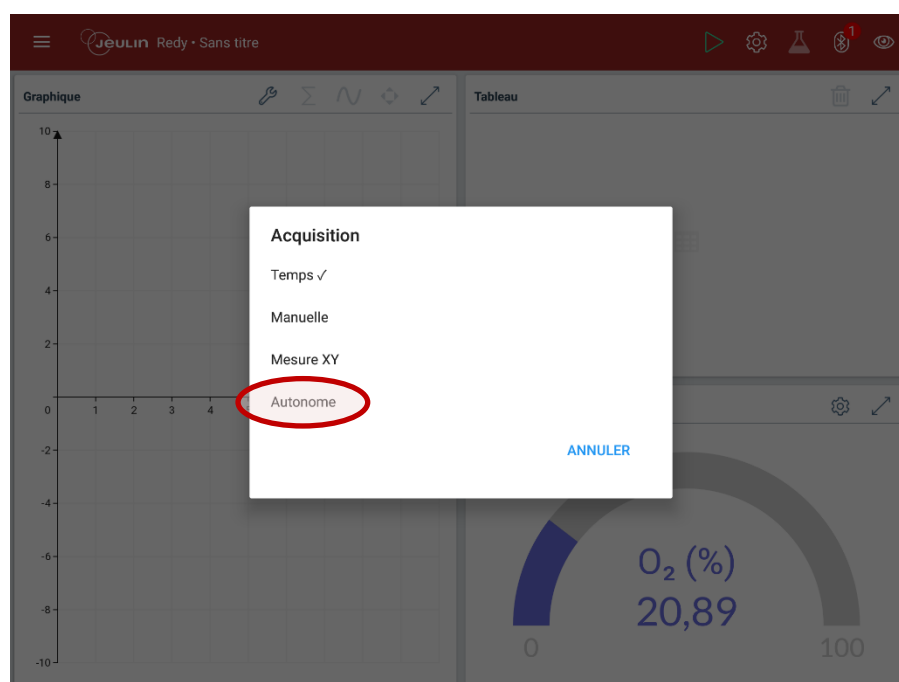 Jeulin Redy • Sans titre
1
Graphique
Tableau
10
8
6
4
2
0 1 2 3 4
-2
-4
-6
-8
-10
Acquisition
Temps ✓
Manuelle
Mesure XY
Autonome
ANNULER
O₂ (%)
20,89
0 100